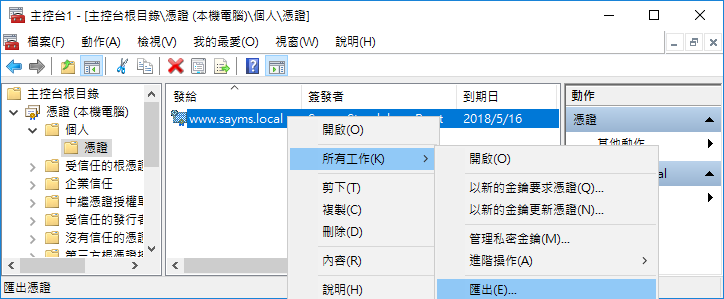 主控台1 - [主控台根目錄\憑證 (本機電腦)\個人\憑證]
檔案(F) 動作(A) 檢視(V) 我的最愛(O) 視窗(W) 說明(H)
主控台根目錄
憑證 (本機電腦)
個人
憑證
受信任的根憑證
企業信任
中繼憑證授權單
受信任的發行者
沒有信任的憑證
第三方根憑證
發給 簽發者 到期日
www.sayms.local 2018/5/16
開啟(O)
所有工作(K)
剪下(T)
複製(C)
刪除(D)
內容(R)
說明(H)
開啟(O)
以新的金鑰要求憑證(Q)...
以新的金鑰更新憑證(N)...
管理私密金鑰(M)...
進階操作(A)
匯出(E)...
動作
憑證
其他動作
al
匯出憑證